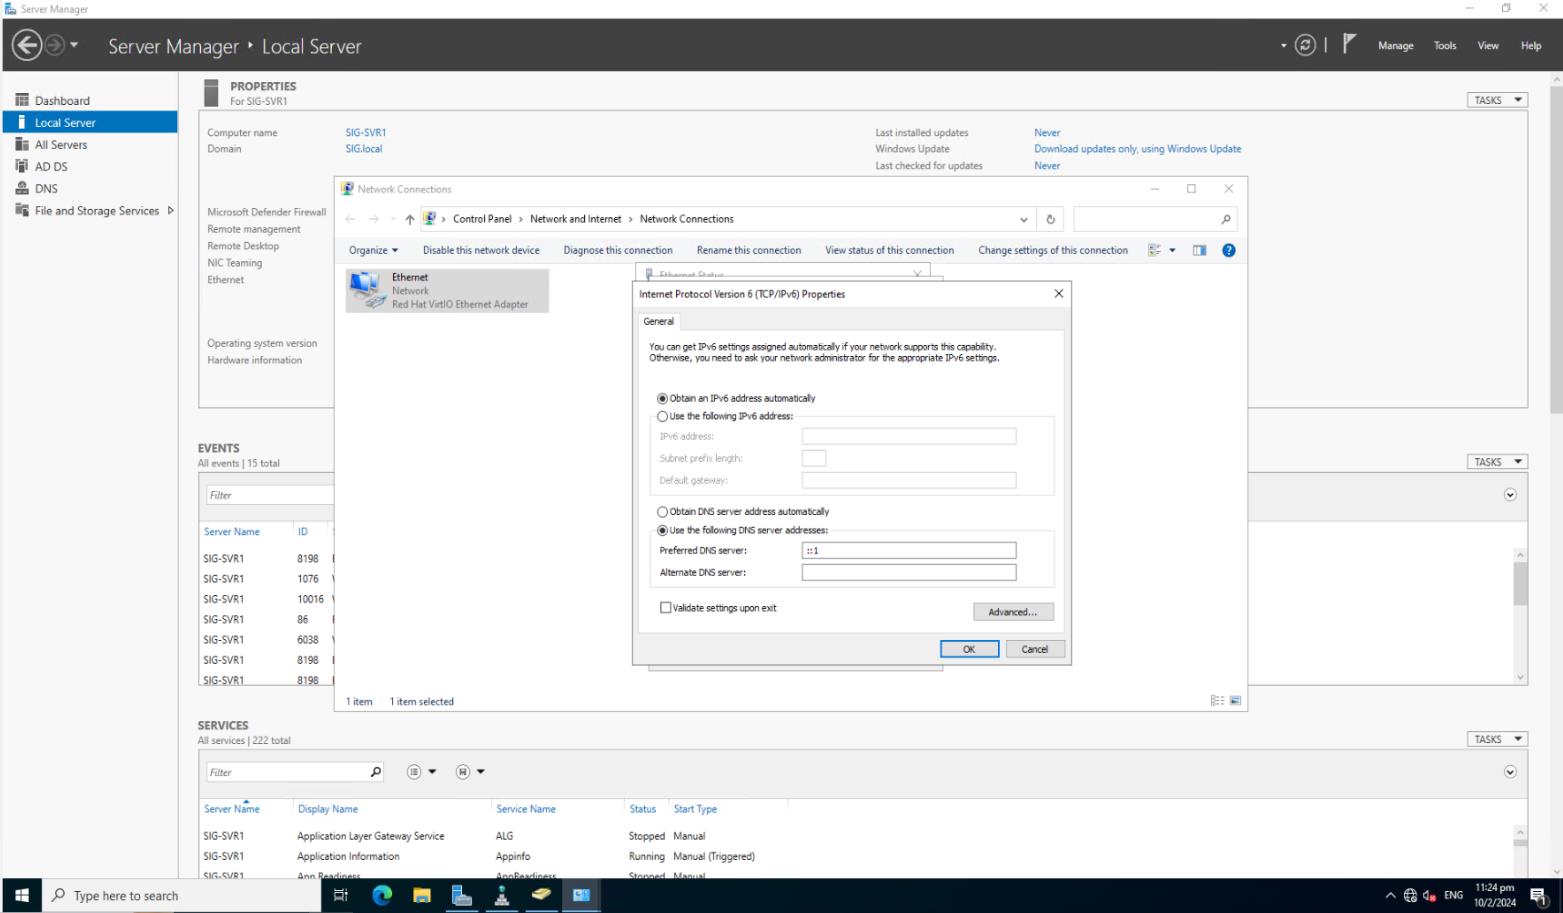 Server Manager
Server Manager ‣ Local Server
Manage Tools View Help
Dashboard
Local Server
All Servers
AD DS
DNS
File and Storage Services
PROPERTIES
For SIG-SVR1
TASKS
Computer name SIG-SVR1
Domain SIG.local
Last installed updates Never
Windows Update Download updates only, using Windows Update
Last checked for updates Never
Microsoft Defender Firewall
Remote management
Remote Desktop
NIC Teaming
Ethernet
Operating system version
Hardware information
Network Connections
Control Panel › Network and Internet › Network Connections
Organize Disable this network device Diagnose this connection Rename this connection View status of this connection Change settings of this connection
Ethernet
Network
Red Hat VirtIO Ethernet Adapter
Ethernet Status
Internet Protocol Version 6 (TCP/IPv6) Properties
General
You can get IPv6 settings assigned automatically if your network supports this capability.
Otherwise, you need to ask your network administrator for the appropriate IPv6 settings.
Obtain an IPv6 address automatically
Use the following IPv6 address:
IPv6 address:
Subnet prefix length:
Default gateway:
Obtain DNS server address automatically
Use the following DNS server addresses:
Preferred DNS server: ::1
Alternate DNS server:
Validate settings upon exit
Advanced...
OK Cancel
1 item 1 item selected
EVENTS
All events | 15 total
TASKS
Filter
Server Name ID
SIG-SVR1 8198
SIG-SVR1 1076
SIG-SVR1 10016
SIG-SVR1 86
SIG-SVR1 6038
SIG-SVR1 8198
SIG-SVR1 8198
SERVICES
All services | 222 total
TASKS
Filter
Server Name Display Name Service Name Status Start Type
SIG-SVR1 Application Layer Gateway Service ALG Stopped Manual
SIG-SVR1 Application Information Appinfo Running Manual (Triggered)
SIG-SVR1 App Readiness AppReadiness Stopped Manual
Type here to search
ENG
11:24 pm
10/2/2024
1